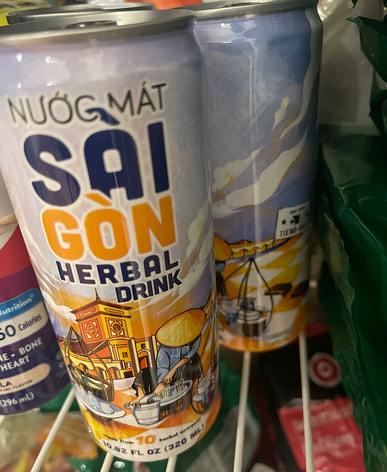 NƯỚC MÁT
SÀI
GÒN
HERBAL
DRINK
10 herbal
10.82 FL OZ (320 ML)
Nutrition
Calories
BONE
HEART
(296 mL)